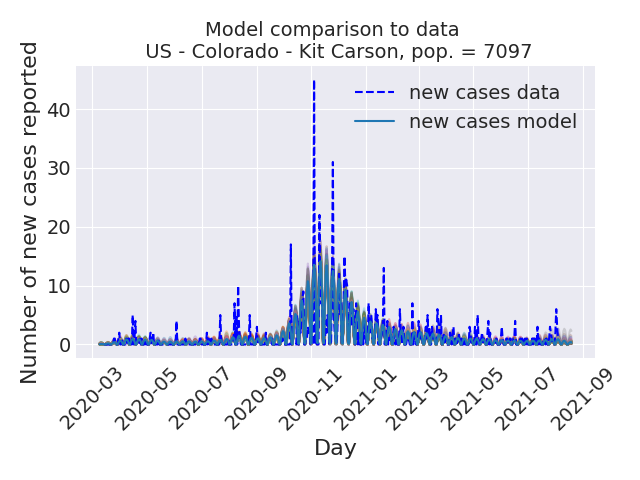 Model comparison to data
US - Colorado - Kit Carson, pop. = 7097
Number of new cases reported
40
30
20
10
0
new cases data
new cases model
2020-03
2020-05
2020-07
2020-09
2020-11
2021-01
2021-03
2021-05
2021-07
2021-09
Day